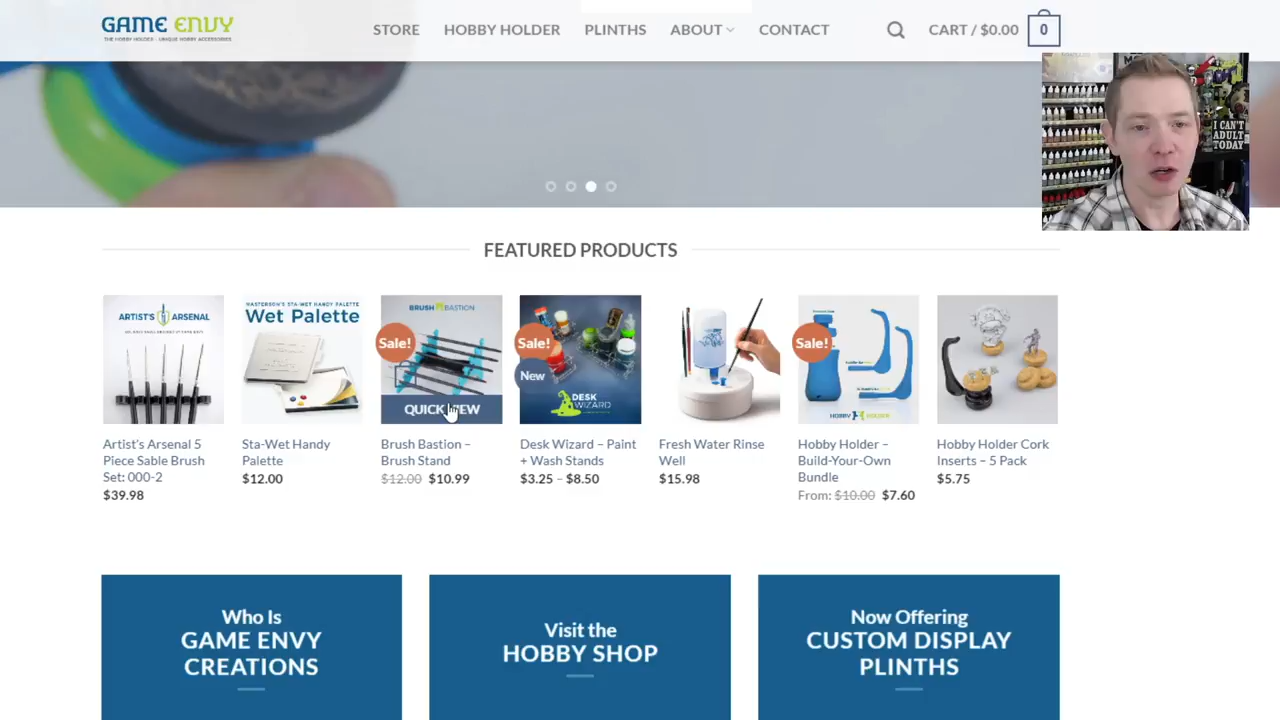 GAME ENVY
THE HOBBY HOLDER - UNIQUE HOBBY ACCESSORIES
STORE
HOBBY HOLDER
PLINTHS
ABOUT
CONTACT
CART / $0.00
0
I CAN'T
ADULT
TODAY
FEATURED PRODUCTS
ARTIST'S ARSENAL
MASTERSON'S STA-WET HANDY PALETTE
Wet Palette
BRUSH BASTION
Sale!
QUICK VIEW
Sale!
New
DESK
WIZARD
Sale!
HOBBY HOLDER
Artist's Arsenal 5
Piece Sable Brush
Set: 000-2
$39.98
Sta-Wet Handy
Palette
$12.00
Brush Bastion –
Brush Stand
$12.00 $10.99
Desk Wizard – Paint
+ Wash Stands
$3.25 – $8.50
Fresh Water Rinse
Well
$15.98
Hobby Holder –
Build-Your-Own
Bundle
From: $10.00 $7.60
Hobby Holder Cork
Inserts – 5 Pack
$5.75
Who Is
GAME ENVY
CREATIONS
Visit the
HOBBY SHOP
Now Offering
CUSTOM DISPLAY
PLINTHS